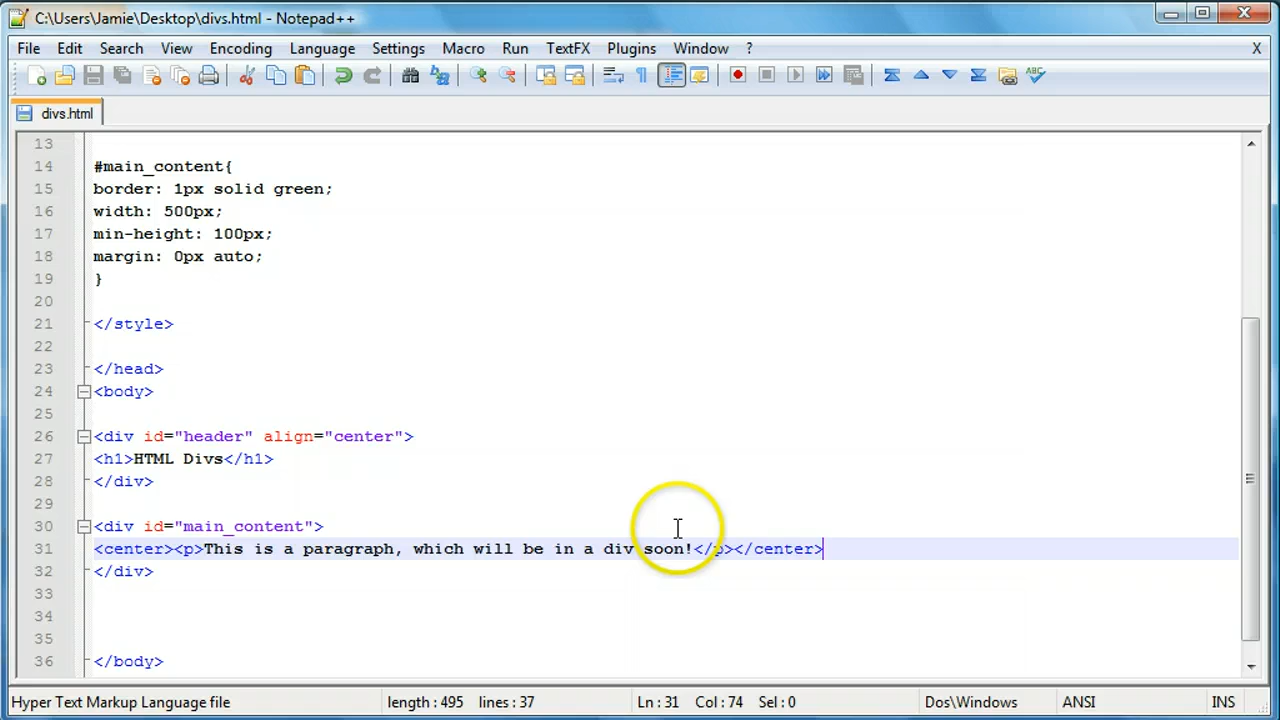 C:\Users\Jamie\Desktop\divs.html - Notepad++
File Edit Search View Encoding Language Settings Macro Run TextFX Plugins Window ? X
ABC
divs.html
13
14 #main_content{
15 border: 1px solid green;
16 width: 500px;
17 min-height: 100px;
18 margin: 0px auto;
19 }
20
21 </style>
22
23 </head>
24 <body>
25
26 <div id="header" align="center">
27 <h1>HTML Divs</h1>
28 </div>
29
30 <div id="main_content">
31 <center><p>This is a paragraph, which will be in a div soon!</p></center>
32 </div>
33
34
35
36 </body>
Hyper Text Markup Language file length : 495 lines : 37 Ln : 31 Col : 74 Sel : 0 Dos\Windows ANSI INS